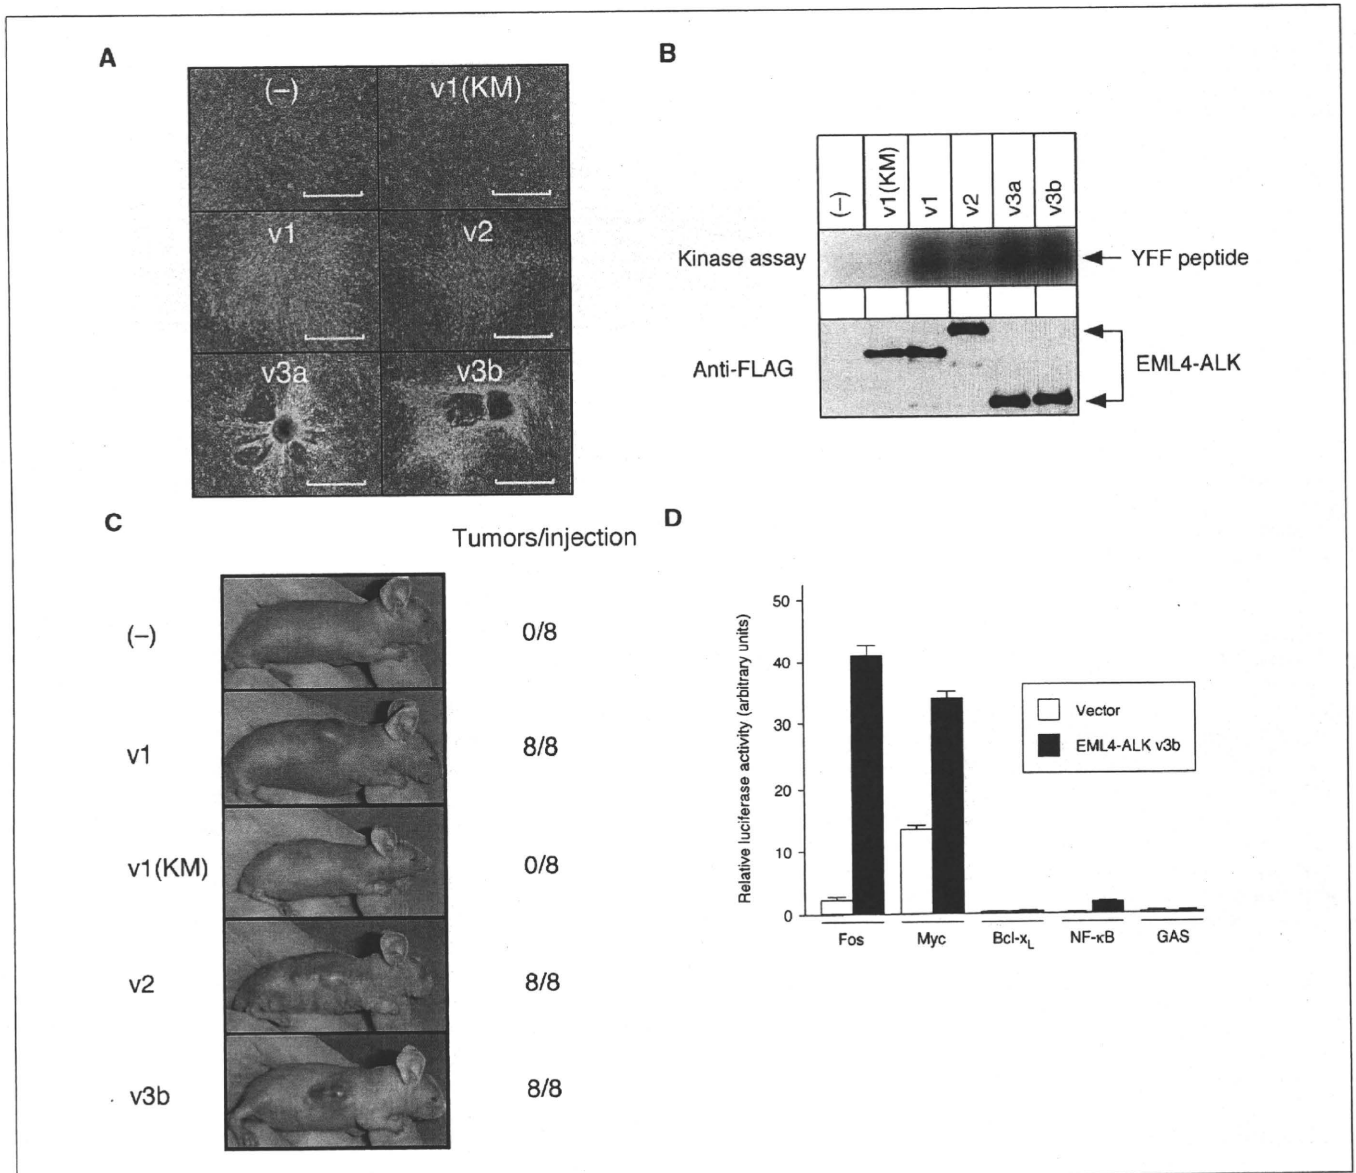 A
(–)
v1(KM)
v1
v2
v3a
v3b
B
(–)
v1(KM)
v1
v2
v3a
v3b
Kinase assay
YFF peptide
Anti-FLAG
EML4-ALK
C
Tumors/injection
(–)
0/8
v1
8/8
v1(KM)
0/8
v2
8/8
v3b
8/8
D
Relative luciferase activity (arbitrary units)
50
40
30
20
10
0
Vector
EML4-ALK v3b
Fos
Myc
Bcl-xL
NF-κB
GAS